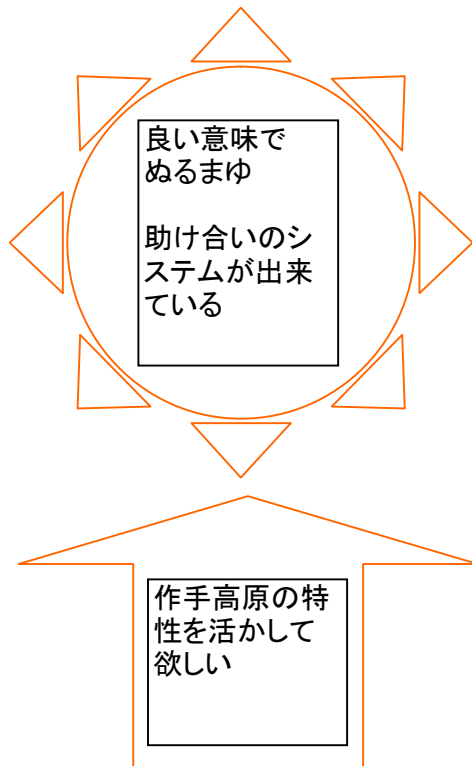 良い意味で
ぬるまゆ
助け合いのシ
ステムが出来
ている
作手高原の特
性を活かして
欲しい